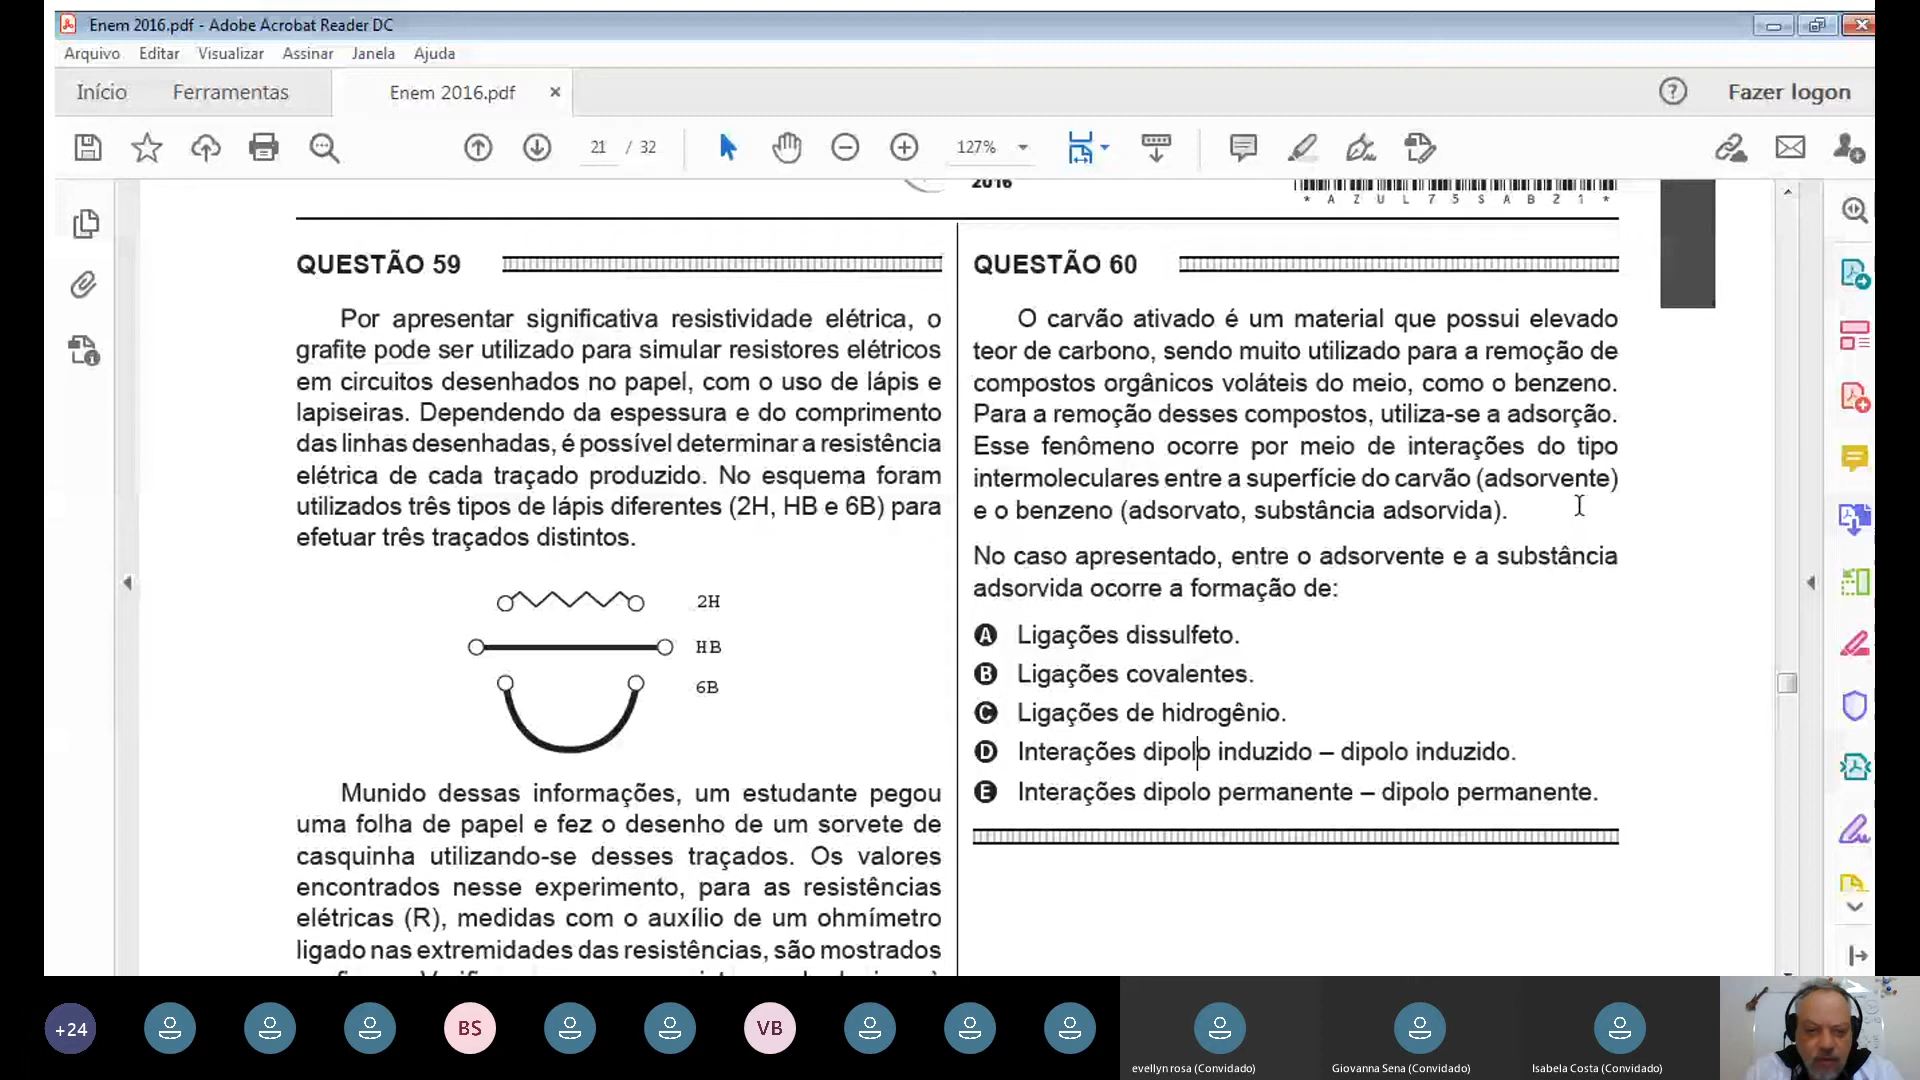 Enem 2016.pdf - Adobe Acrobat Reader DC
Arquivo Editar Visualizar Assinar Janela Ajuda
Início Ferramentas Enem 2016.pdf × ? Fazer logon
21 / 32 127%
2016
* A Z U L 7 5 S A B 2 1 *
QUESTÃO 59
Por apresentar significativa resistividade elétrica, o
grafite pode ser utilizado para simular resistores elétricos
em circuitos desenhados no papel, com o uso de lápis e
lapiseiras. Dependendo da espessura e do comprimento
das linhas desenhadas, é possível determinar a resistência
elétrica de cada traçado produzido. No esquema foram
utilizados três tipos de lápis diferentes (2H, HB e 6B) para
efetuar três traçados distintos.
2H
HB
6B
Munido dessas informações, um estudante pegou
uma folha de papel e fez o desenho de um sorvete de
casquinha utilizando-se desses traçados. Os valores
encontrados nesse experimento, para as resistências
elétricas (R), medidas com o auxílio de um ohmímetro
ligado nas extremidades das resistências, são mostrados
QUESTÃO 60
O carvão ativado é um material que possui elevado
teor de carbono, sendo muito utilizado para a remoção de
compostos orgânicos voláteis do meio, como o benzeno.
Para a remoção desses compostos, utiliza-se a adsorção.
Esse fenômeno ocorre por meio de interações do tipo
intermoleculares entre a superfície do carvão (adsorvente)
e o benzeno (adsorvato, substância adsorvida).
No caso apresentado, entre o adsorvente e a substância
adsorvida ocorre a formação de:
A Ligações dissulfeto.
B Ligações covalentes.
C Ligações de hidrogênio.
D Interações dipolo induzido – dipolo induzido.
E Interações dipolo permanente – dipolo permanente.
+24 BS VB
evellyn rosa (Convidado) Giovanna Sena (Convidado) Isabela Costa (Convidado)